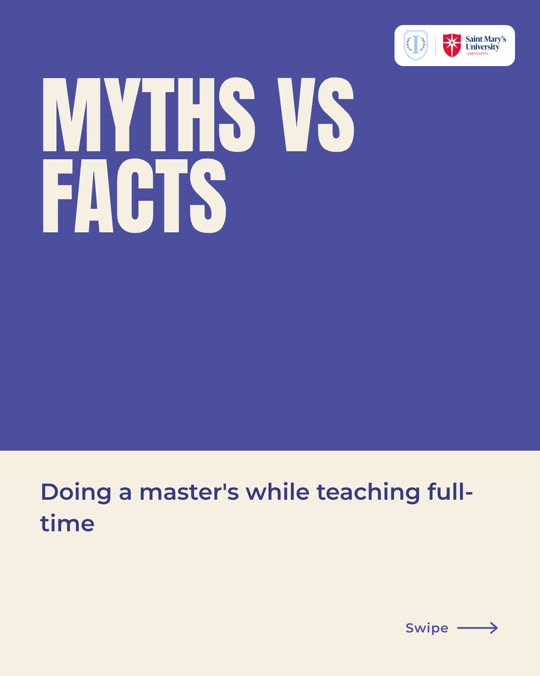 Saint Mary's
University
MYTHS VS
FACTS
Doing a master's while teaching full-
time
Swipe